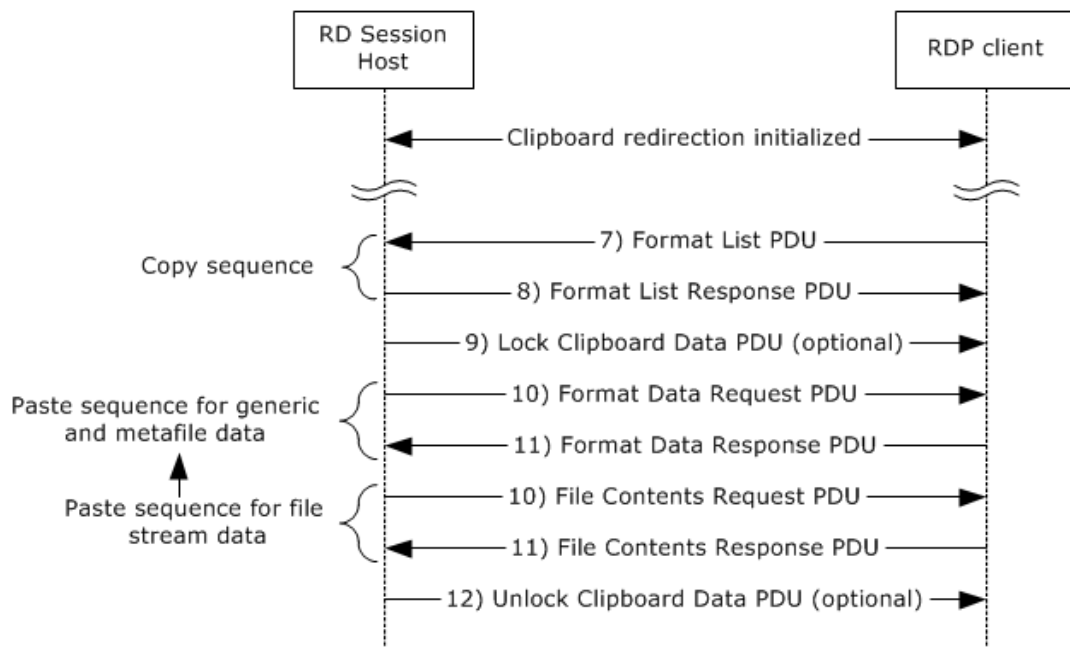 RD Session
Host
RDP client
Clipboard redirection initialized
7) Format List PDU
Copy sequence
8) Format List Response PDU
9) Lock Clipboard Data PDU (optional)
10) Format Data Request PDU
Paste sequence for generic
and metafile data
11) Format Data Response PDU
10) File Contents Request PDU
Paste sequence for file
stream data
11) File Contents Response PDU
12) Unlock Clipboard Data PDU (optional)